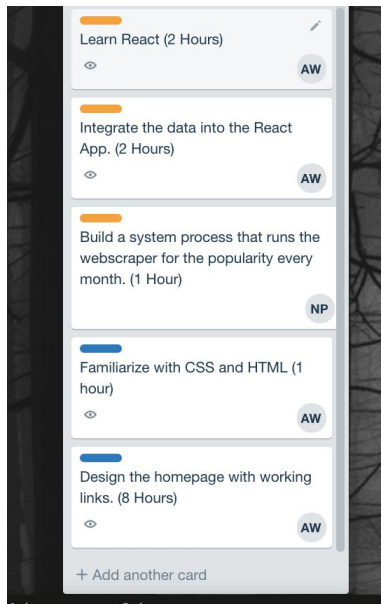 Learn React (2 Hours)
AW
Integrate the data into the React
App. (2 Hours)
AW
Build a system process that runs the
webscraper for the popularity every
month. (1 Hour)
NP
Familiarize with CSS and HTML (1
hour)
AW
Design the homepage with working
links. (8 Hours)
AW
+ Add another card